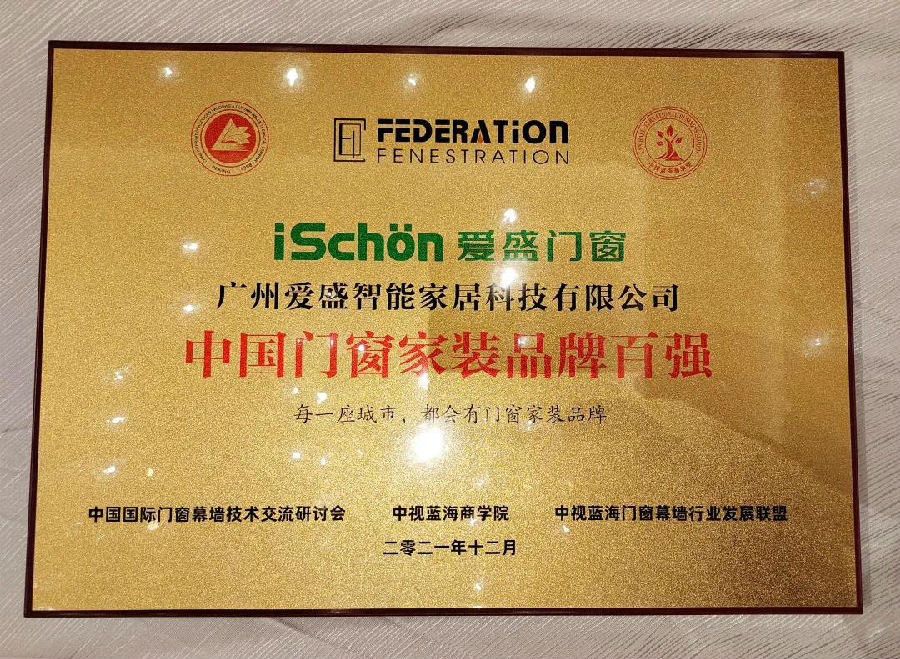 FEDERATiON
FENESTRATION
iSchön 爱盛门窗
广州爱盛智能家居科技有限公司
中国门窗家装品牌百强
每一座城市，都会有门窗家装品牌
中国国际门窗幕墙技术交流研讨会 中视蓝海商学院 中视蓝海门窗幕墙行业发展联盟
二零二一年十二月